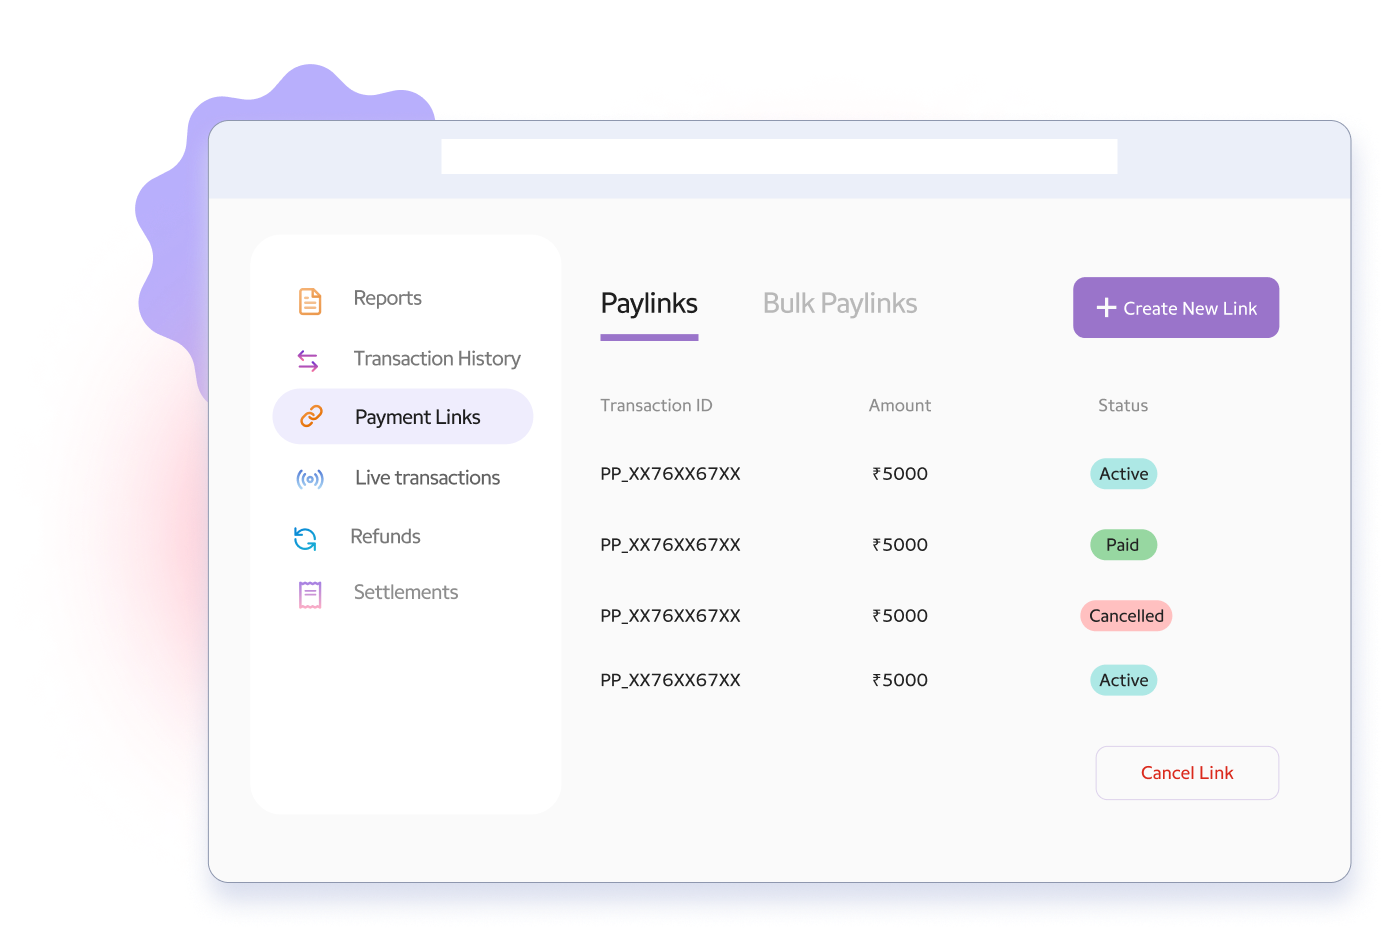 Reports
Transaction History
Payment Links
Live transactions
Refunds
Settlements
Paylinks
Bulk Paylinks
Create New Link
Transaction ID Amount Status
PP_XX76XX67XX ₹5000 Active
PP_XX76XX67XX ₹5000 Paid
PP_XX76XX67XX ₹5000 Cancelled
PP_XX76XX67XX ₹5000 Active
Cancel Link